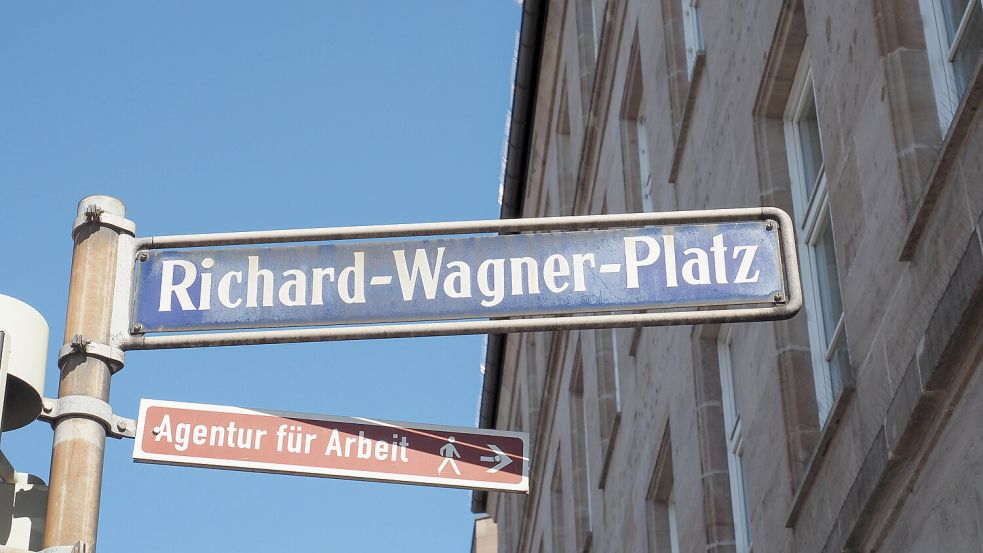 Richard-Wagner-Platz
Agentur für Arbeit